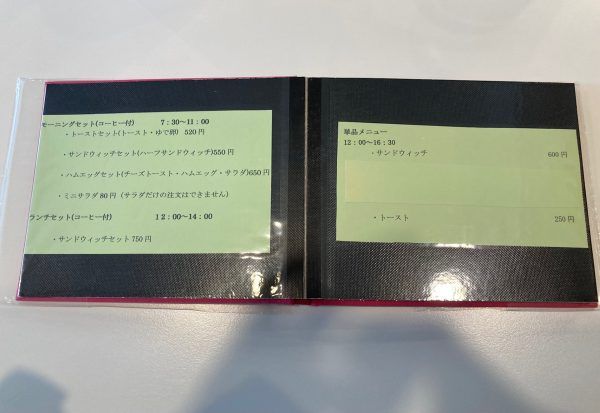 モーニングセット(コーヒー付) 7：30～11：00
・トーストセット(トースト・ゆで卵) 520円
・サンドウィッチセット(ハーフサンドウィッチ)550円
・ハムエッグセット(チーズトースト・ハムエッグ・サラダ)650円
・ミニサラダ 80円（サラダだけの注文はできません）
ランチセット(コーヒー付) 12：00～14：00
・サンドウィッチセット 750円
単品メニュー
12：00～16：30
・サンドウィッチ 600円
・トースト 250円